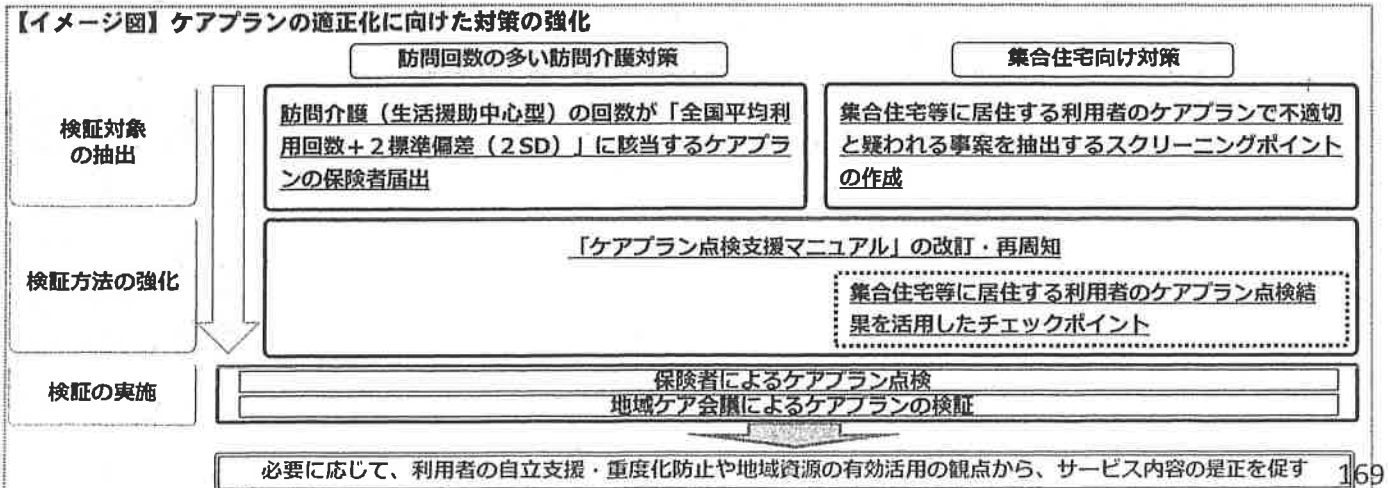 【イメージ図】ケアプランの適正化に向けた対策の強化
訪問回数の多い訪問介護対策
集合住宅向け対策
検証対象
の抽出
訪問介護（生活援助中心型）の回数が「全国平均利
用回数＋２標準偏差（２SD）」に該当するケアプラ
ンの保険者届出
集合住宅等に居住する利用者のケアプランで不適切
と疑われる事案を抽出するスクリーニングポイント
の作成
検証方法の強化
「ケアプラン点検支援マニュアル」の改訂・再周知
集合住宅等に居住する利用者のケアプラン点検結
果を活用したチェックポイント
検証の実施
保険者によるケアプラン点検
地域ケア会議によるケアプランの検証
必要に応じて、利用者の自立支援・重度化防止や地域資源の有効活用の観点から、サービス内容の是正を促す
169